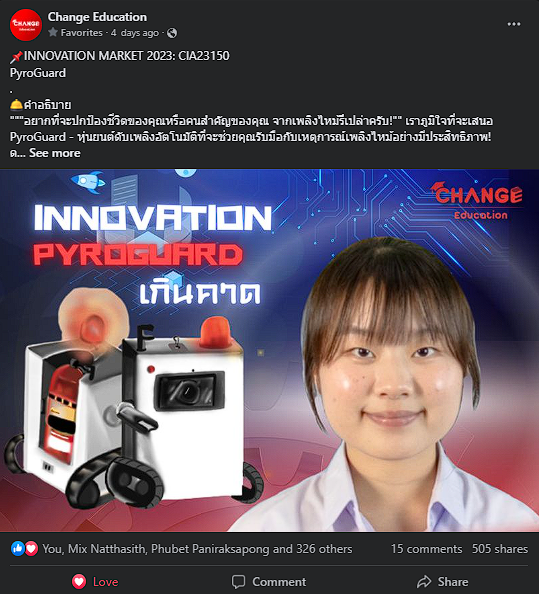 CHANGE
Education
Change Education
Favorites · 4 days ago ·
📌INNOVATION MARKET 2023: CIA23150
PyroGuard
.
🛎️คำอธิบาย
"""อยากที่จะปกป้องชีวิตของคุณหรือคนสำคัญของคุณ จากเพลิงไหม้รึเปล่าครับ!"" เราภูมิใจที่จะเสนอ
PyroGuard - หุ่นยนต์ดับเพลิงอัตโนมัติที่จะช่วยคุณรับมือกับเหตุการณ์เพลิงไหม้อย่างมีประสิทธิภาพ!
ด... See more
CHANGE
Education
INNOVATION
PYROGUARD
เกินคาด
F
You, Mix Natthasith, Phubet Paniraksapong and 326 others
15 comments 505 shares
Love
Comment
Share